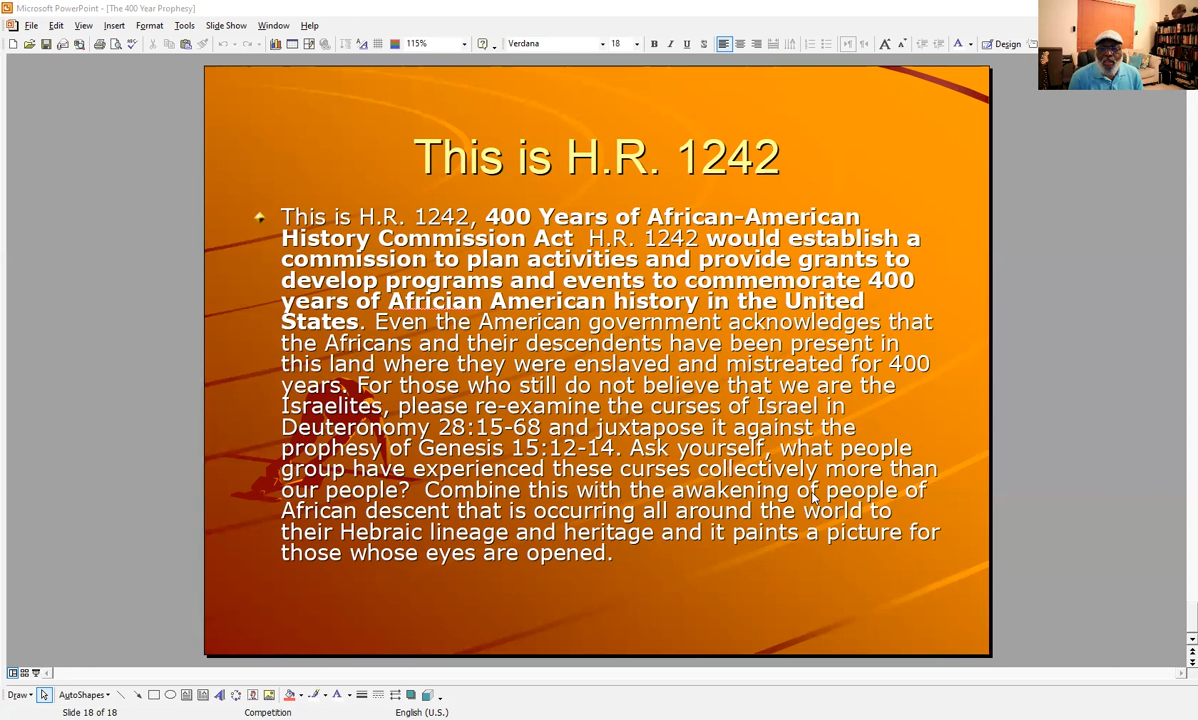 Microsoft PowerPoint - [The 400 Year Prophesy]
File Edit View Insert Format Tools Slide Show Window Help
115% Verdana 18 B I U S Design
This is H.R. 1242
This is H.R. 1242, 400 Years of African-American
History Commission Act H.R. 1242 would establish a
commission to plan activities and provide grants to
develop programs and events to commemorate 400
years of Africian American history in the United
States. Even the American government acknowledges that
the Africans and their descendents have been present in
this land where they were enslaved and mistreated for 400
years. For those who still do not believe that we are the
Israelites, please re-examine the curses of Israel in
Deuteronomy 28:15-68 and juxtapose it against the
prophesy of Genesis 15:12-14. Ask yourself, what people
group have experienced these curses collectively more than
our people? Combine this with the awakening of people of
African descent that is occurring all around the world to
their Hebraic lineage and heritage and it paints a picture for
those whose eyes are opened.
Draw AutoShapes
Slide 18 of 18 Competition English (U.S.)